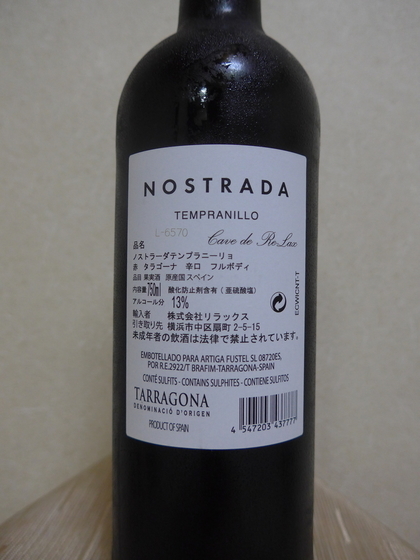 NOSTRADA
TEMPRANILLO
L-6570
Cave de ReLax
品名
ノストラーダテンプラニーリョ
赤 タラゴーナ 辛口 フルボディ
品目 果実酒 原産国 スペイン
内容量 750ml 酸化防止剤含有（亜硫酸塩）
アルコール分 13%
輸入者 株式会社リラックス
引き取り先 横浜市中区扇町 2-5-15
未成年者の飲酒は法律で禁止されています。
ECWICNT-T
EMBOTELLADO PARA ARTIGA FUSTEL SL 08720ES,
POR R.E.2922/T BRAFIM-TARRAGONA-SPAIN
CONTÉ SULFITS - CONTAINS SULPHITES - CONTIENE SULFITOS
TARRAGONA
DENOMINACIÓ D'ORIGEN
PRODUCT OF SPAIN
4 547203 437777